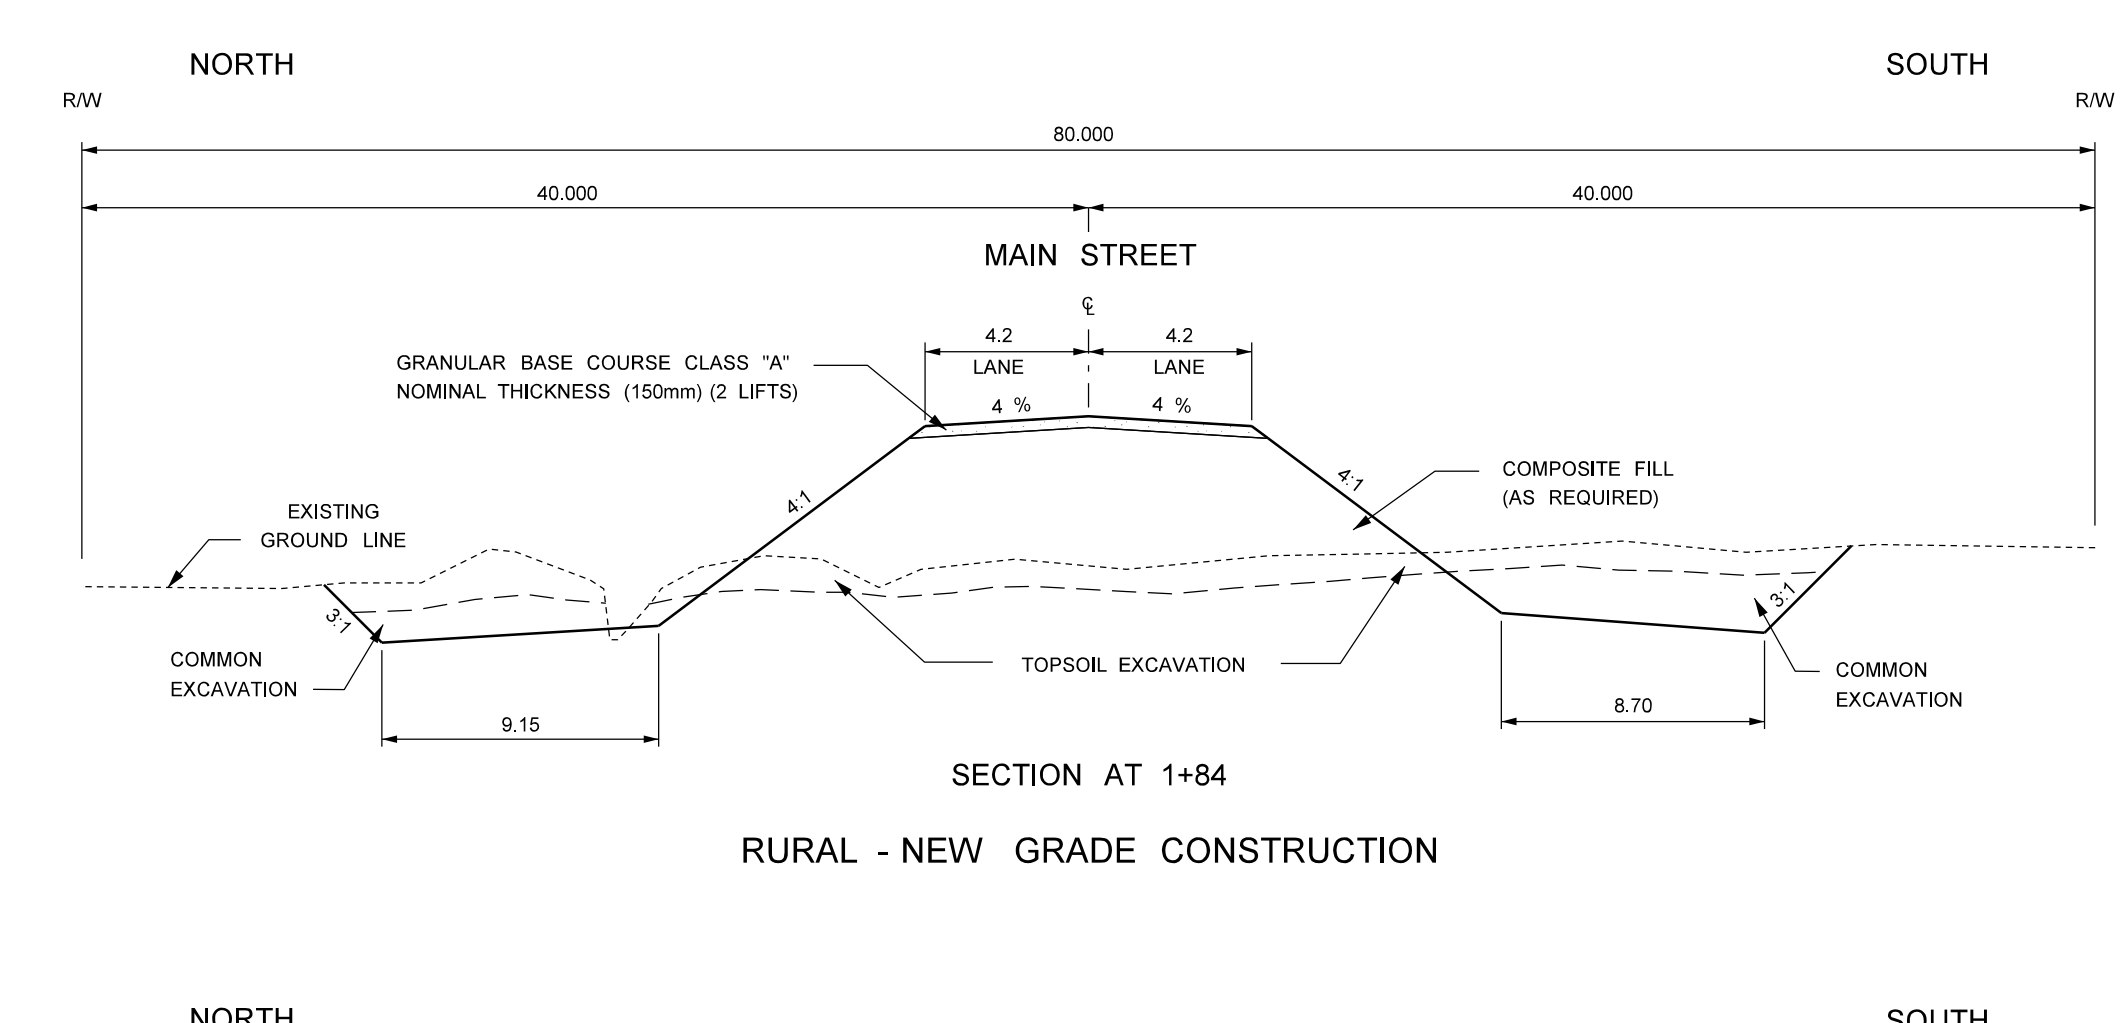 NORTH
SOUTH
R/W
R/W
80.000
40.000
40.000
MAIN STREET
℄
4.2
4.2
LANE
LANE
GRANULAR BASE COURSE CLASS "A"
NOMINAL THICKNESS (150mm) (2 LIFTS)
4 %
4 %
4:1
4:1
COMPOSITE FILL
(AS REQUIRED)
EXISTING
GROUND LINE
3:1
3:1
COMMON
EXCAVATION
TOPSOIL EXCAVATION
COMMON
EXCAVATION
9.15
8.70
SECTION AT 1+84
RURAL - NEW GRADE CONSTRUCTION
NORTH
SOUTH